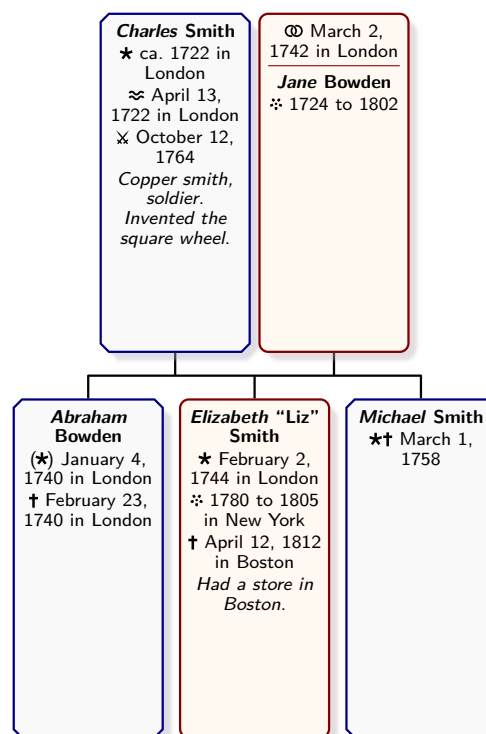 Charles Smith
★ ca. 1722 in
London
≈ April 13,
1722 in London
⚔ October 12,
1764
Copper smith,
soldier.
Invented the
square wheel.
⚭ March 2,
1742 in London
Jane Bowden
⁘ 1724 to 1802
Abraham
Bowden
(★) January 4,
1740 in London
✝ February 23,
1740 in London
Elizabeth “Liz”
Smith
★ February 2,
1744 in London
⁘ 1780 to 1805
in New York
✝ April 12, 1812
in Boston
Had a store in
Boston.
Michael Smith
★✝ March 1,
1758